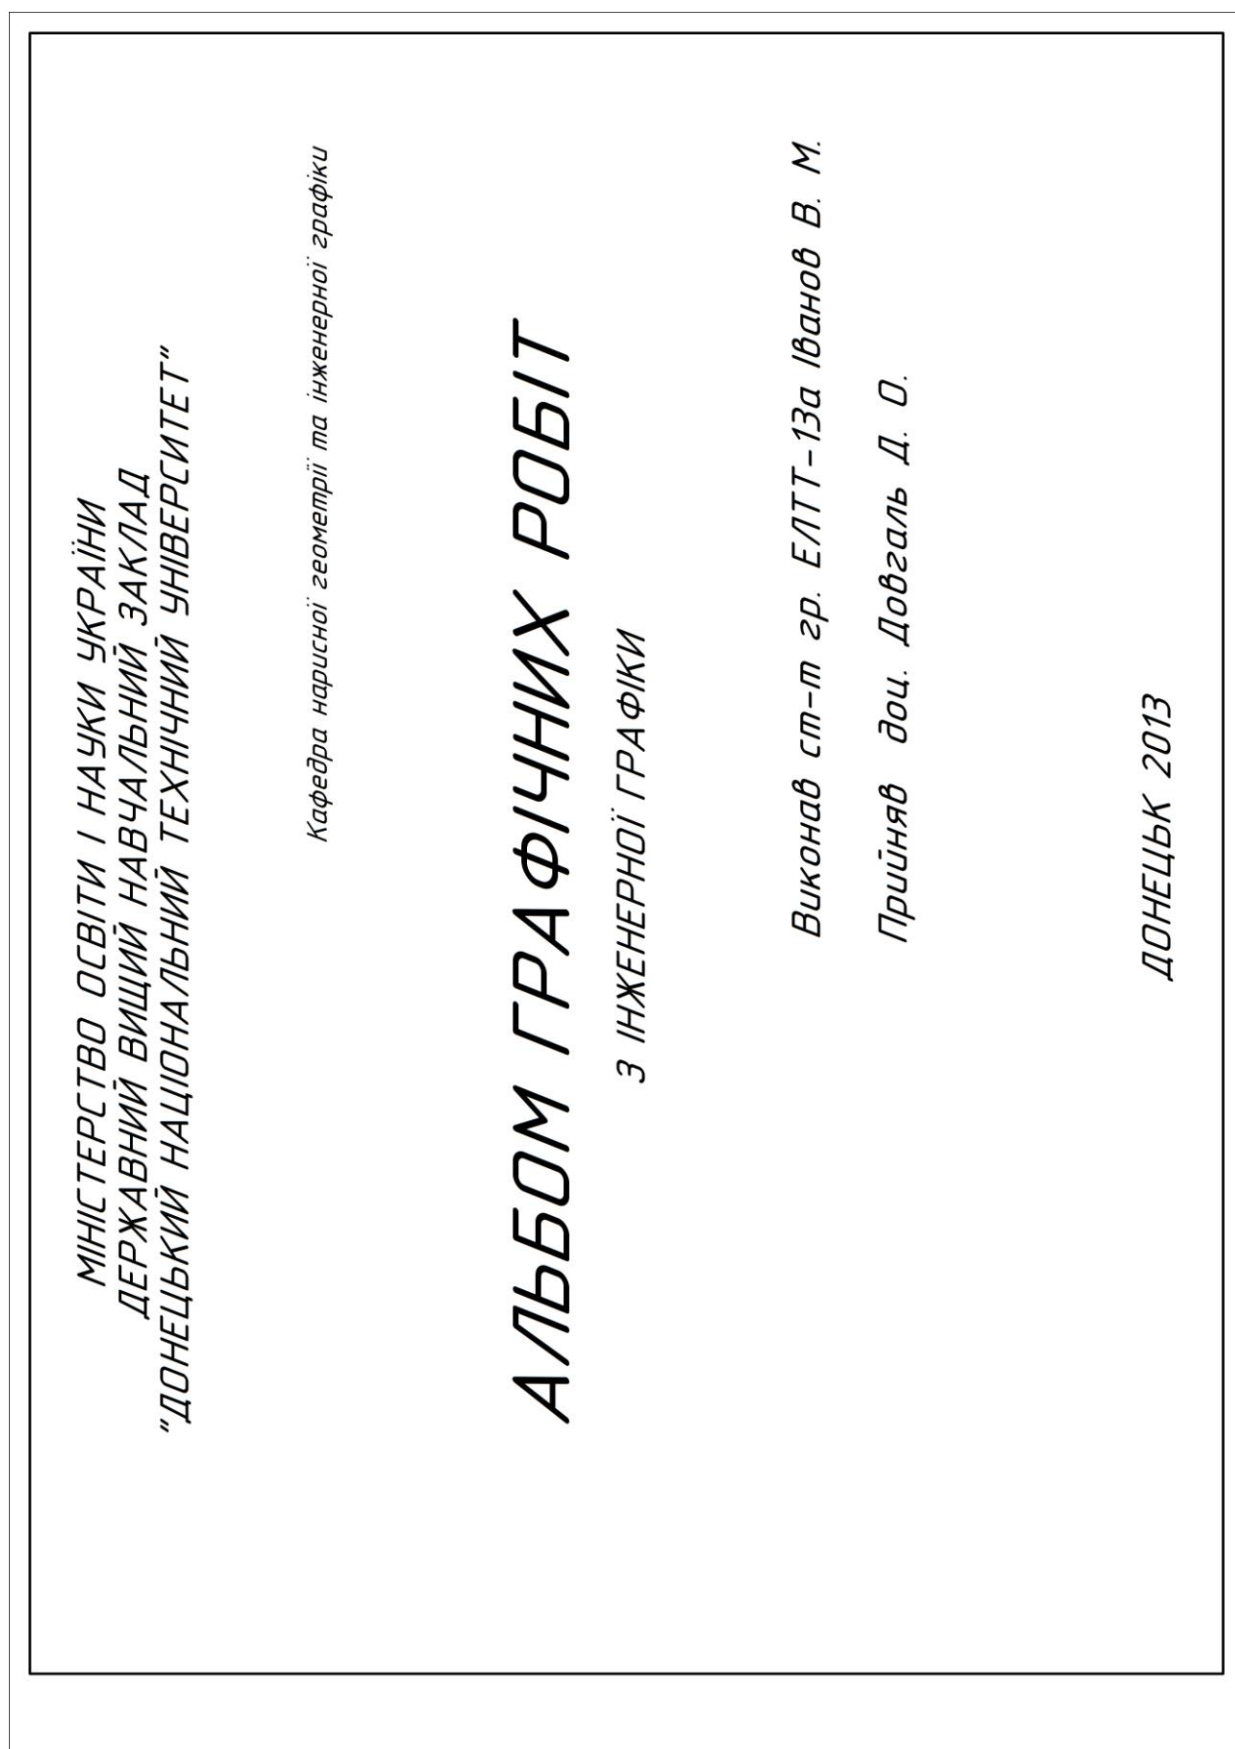 МІНІСТЕРСТВО ОСВІТИ І НАУКИ УКРАЇНИ
ДЕРЖАВНИЙ ВИЩИЙ НАВЧАЛЬНИЙ ЗАКЛАД
"ДОНЕЦЬКИЙ НАЦІОНАЛЬНИЙ ТЕХНІЧНИЙ УНІВЕРСИТЕТ"
Кафедра нарисної геометрії та інженерної графіки
АЛЬБОМ ГРАФІЧНИХ РОБІТ
З ІНЖЕНЕРНОЇ ГРАФІКИ
Виконав ст-т гр. ЕЛТТ-13а Іванов В. М.
Прийняв доц. Довгаль Д. О.
ДОНЕЦЬК 2013